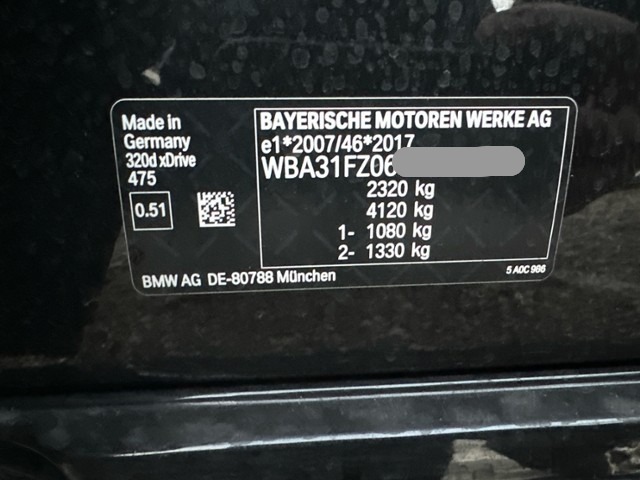 Made in
Germany
320d xDrive
475
0.51
BAYERISCHE MOTOREN WERKE AG
e1*2007/46*2017
WBA31FZ06
2320 kg
4120 kg
1- 1080 kg
2- 1330 kg
BMW AG DE-80788 München
5 A0C 986